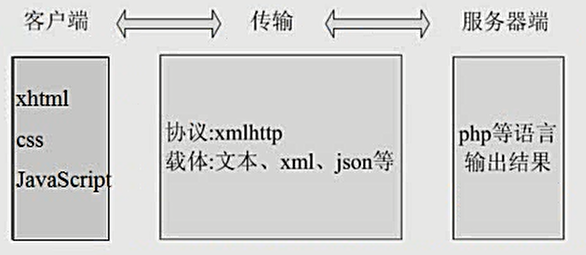 客户端
传输
服务器端
xhtml
css
JavaScript
协议:xmlhttp
载体:文本、xml、json等
php等语言
输出结果